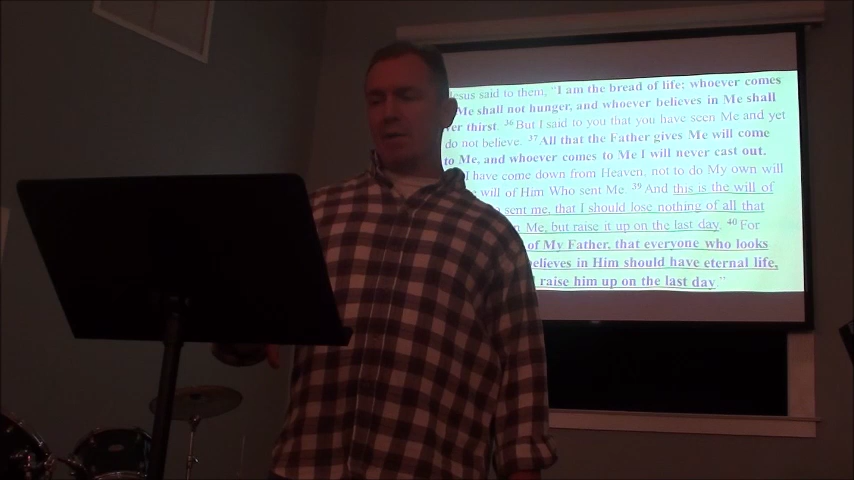 Jesus said to them, "I am the bread of life; whoever comes
Me shall not hunger, and whoever believes in Me shall
thirst. 36 But I said to you that you have seen Me and yet
do not believe. 37 All that the Father gives Me will come
to Me, and whoever comes to Me I will never cast out.
I have come down from Heaven, not to do My own will
will of Him Who sent Me. 39 And this is the will of
sent me, that I should lose nothing of all that
Me, but raise it up on the last day. 40 For
of My Father, that everyone who looks
believes in Him should have eternal life,
raise him up on the last day."